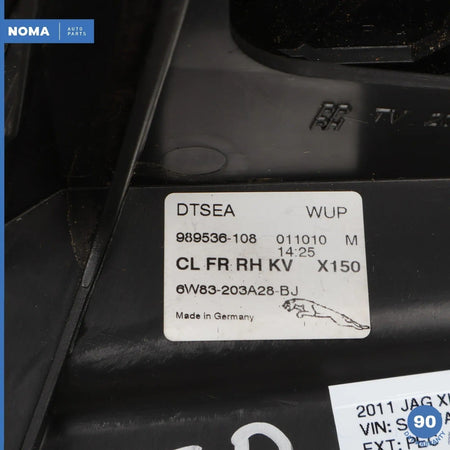 NOMA AUTO PARTS
TV
DTSEA WUP
989536-108 011010 M
14:25
CL FR RH KV X150
6W83-203A28-BJ
Made in Germany
2011 JAG
VIN:
EXT:
90